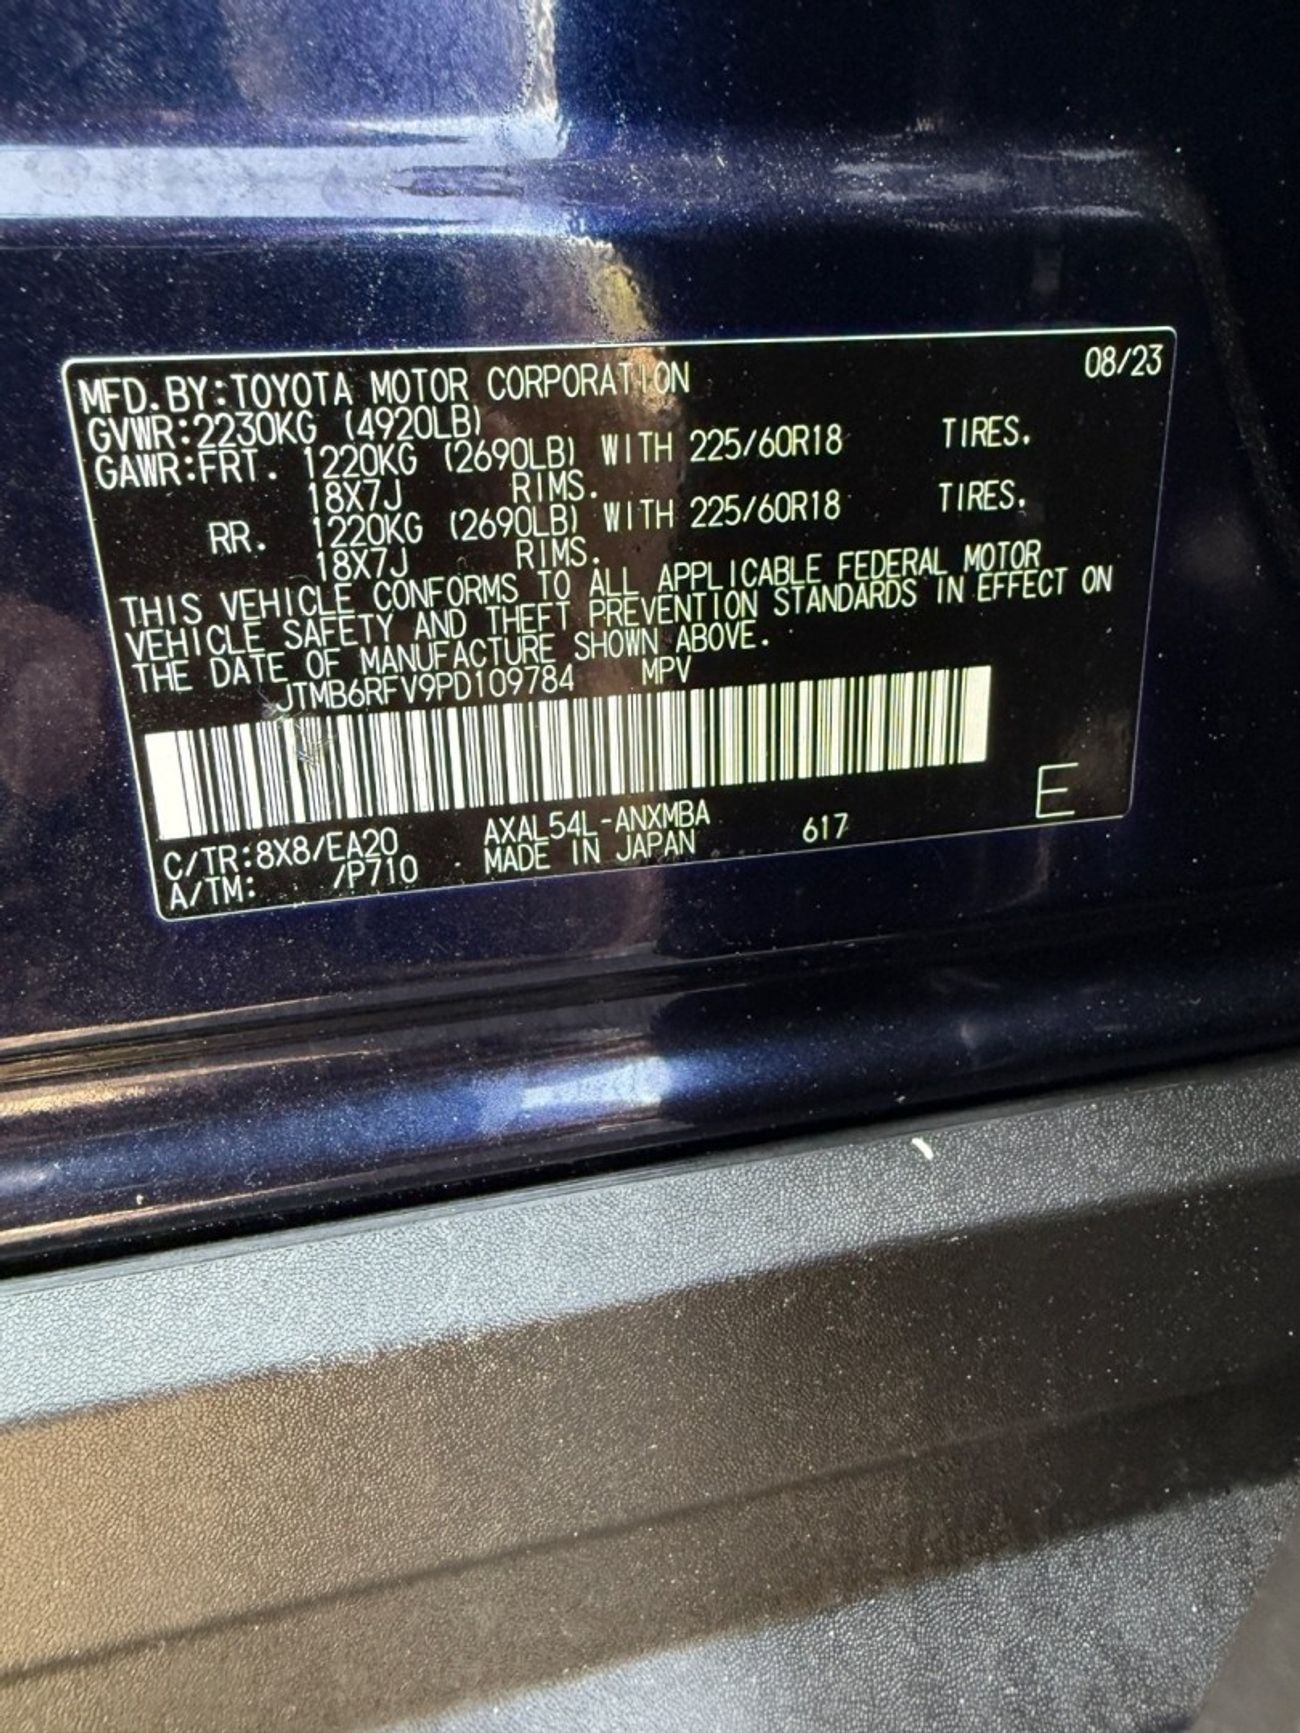 MFD.BY:TOYOTA MOTOR CORPORATION 08/23
GVWR:2230KG (4920LB)
GAWR:FRT. 1220KG (2690LB) WITH 225/60R18 TIRES.
18X7J RIMS.
RR. 1220KG (2690LB) WITH 225/60R18 TIRES.
18X7J RIMS.
THIS VEHICLE CONFORMS TO ALL APPLICABLE FEDERAL MOTOR
VEHICLE SAFETY AND THEFT PREVENTION STANDARDS IN EFFECT ON
THE DATE OF MANUFACTURE SHOWN ABOVE.
JTMB6RFV9PD109784 MPV
C/TR:8X8/EA20 AXAL54L-ANXMBA 617 E
A/TM: /P710 MADE IN JAPAN